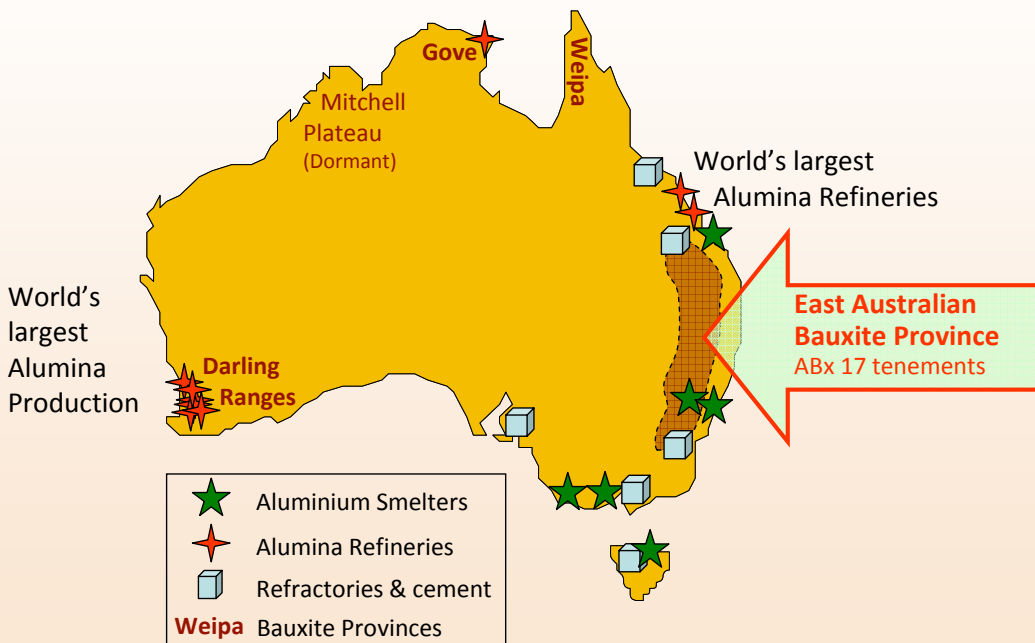 Gove
Weipa
Mitchell
Plateau
(Dormant)
World's largest
Alumina Refineries
East Australian
Bauxite Province
ABx 17 tenements
World's
largest
Alumina
Production
Darling
Ranges
Aluminium Smelters
Alumina Refineries
Refractories & cement
Weipa Bauxite Provinces